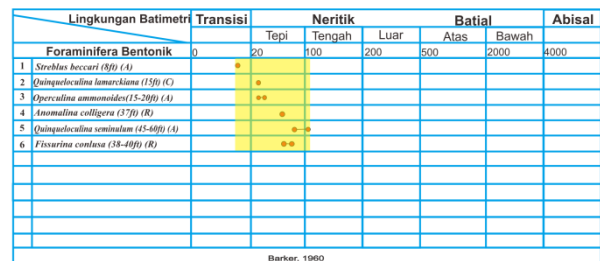 Lingkungan Batimetri Transisi Neritik Batial Abisal
Tepi Tengah Luar Atas Bawah
Foraminifera Bentonik 0 20 100 200 500 2000 4000
1 Streblus beccari (8ft) (A)
2 Quinqueloculina lamarckiana (15ft) (C)
3 Operculina ammonoides(15-20ft) (A)
4 Anomalina colligera (37ft) (R)
5 Quinqueloculina seminulum (45-60ft) (A)
6 Fissurina conlusa (38-40ft) (R)
Barker, 1960